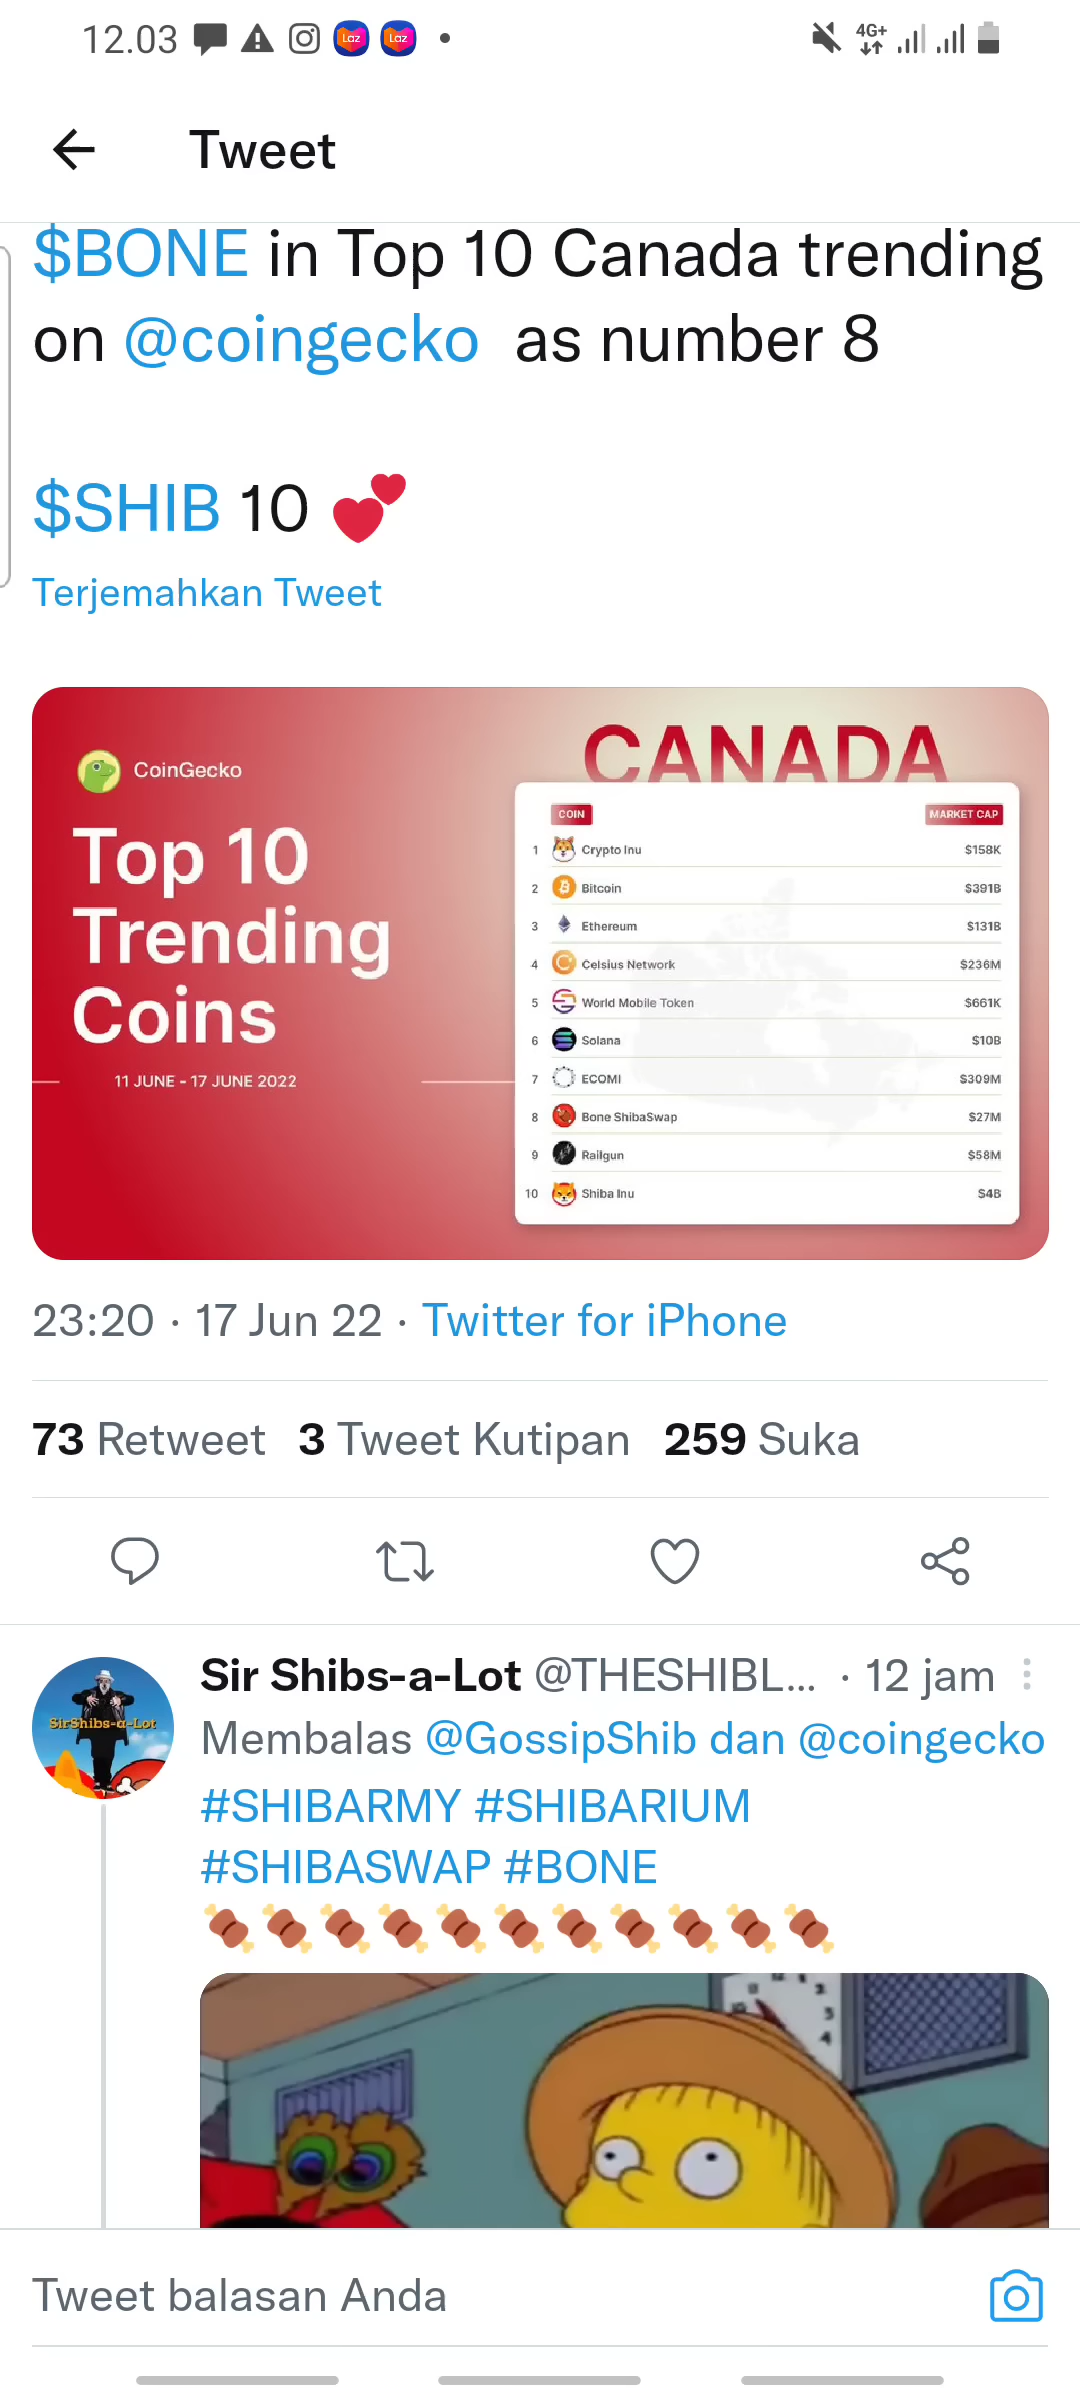 12.03
Laz
Laz
4G+
Tweet
$BONE in Top 10 Canada trending
on @coingecko as number 8
$SHIB 10 💕
Terjemahkan Tweet
CoinGecko
Top 10
Trending
Coins
11 JUNE - 17 JUNE 2022
CANADA
COIN MARKET CAP
1 Crypto Inu $158K
2 Bitcoin $391B
3 Ethereum $131B
4 Celsius Network $236M
5 World Mobile Token $661K
6 Solana $10B
7 ECOMI $309M
8 Bone ShibaSwap $27M
9 Railgun $58M
10 Shiba Inu $4B
23:20 · 17 Jun 22 · Twitter for iPhone
73 Retweet 3 Tweet Kutipan 259 Suka
SirShibs-a-Lot
Sir Shibs-a-Lot @THESHIBL... · 12 jam
Membalas @GossipShib dan @coingecko
#SHIBARMY #SHIBARIUM
#SHIBASWAP #BONE
🍖🍖🍖🍖🍖🍖🍖🍖🍖🍖🍖
Tweet balasan Anda